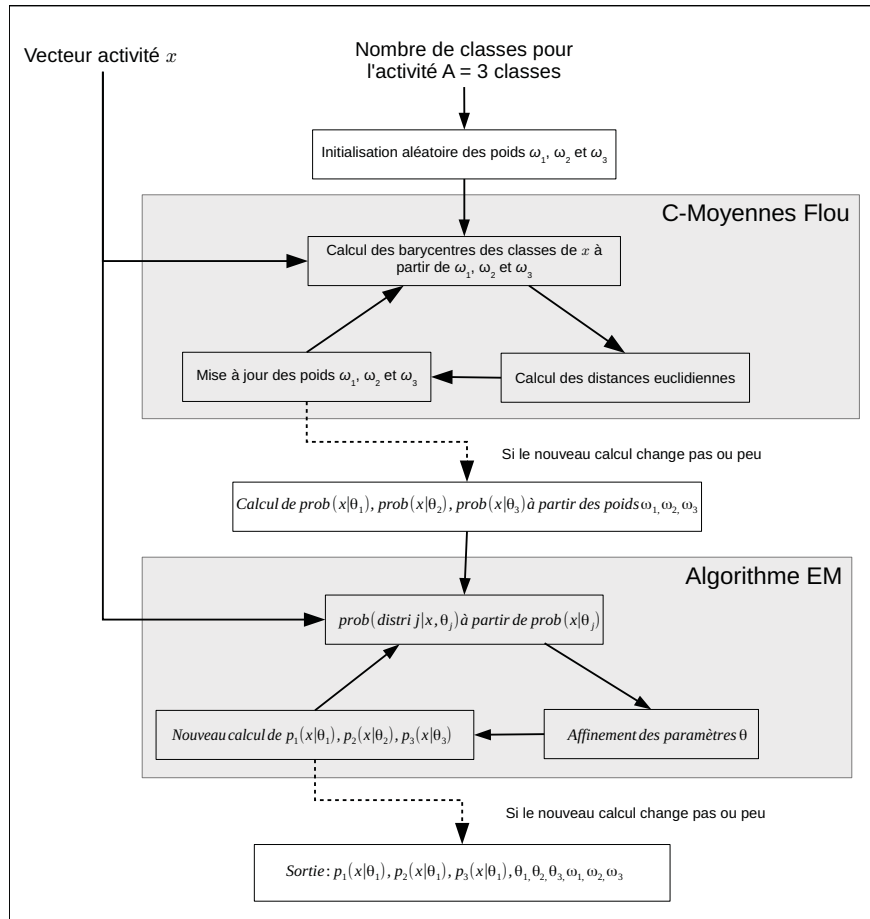 Vecteur activité x
Nombre de classes pour
l'activité A = 3 classes
Initialisation aléatoire des poids ω₁, ω₂ et ω₃
C-Moyennes Flou
Calcul des barycentres des classes de x à
partir de ω₁, ω₂ et ω₃
Mise à jour des poids ω₁, ω₂ et ω₃
Calcul des distances euclidiennes
Si le nouveau calcul change pas ou peu
Calcul de prob(x|θ₁), prob(x|θ₂), prob(x|θ₃) à partir des poids ω₁, ω₂, ω₃
Algorithme EM
prob(distri j|x, θⱼ) à partir de prob(x|θⱼ)
Nouveau calcul de p₁(x|θ₁), p₂(x|θ₂), p₃(x|θ₃)
Affinement des paramètres θ
Si le nouveau calcul change pas ou peu
Sortie : p₁(x|θ₁), p₂(x|θ₁), p₃(x|θ₁), θ₁, θ₂, θ₃, ω₁, ω₂, ω₃